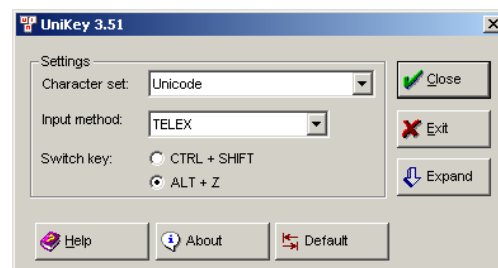 UniKey 3.51
Settings
Character set: Unicode
Close
Input method: TELEX
Exit
Switch key: CTRL + SHIFT
ALT + Z
Expand
Help About Default